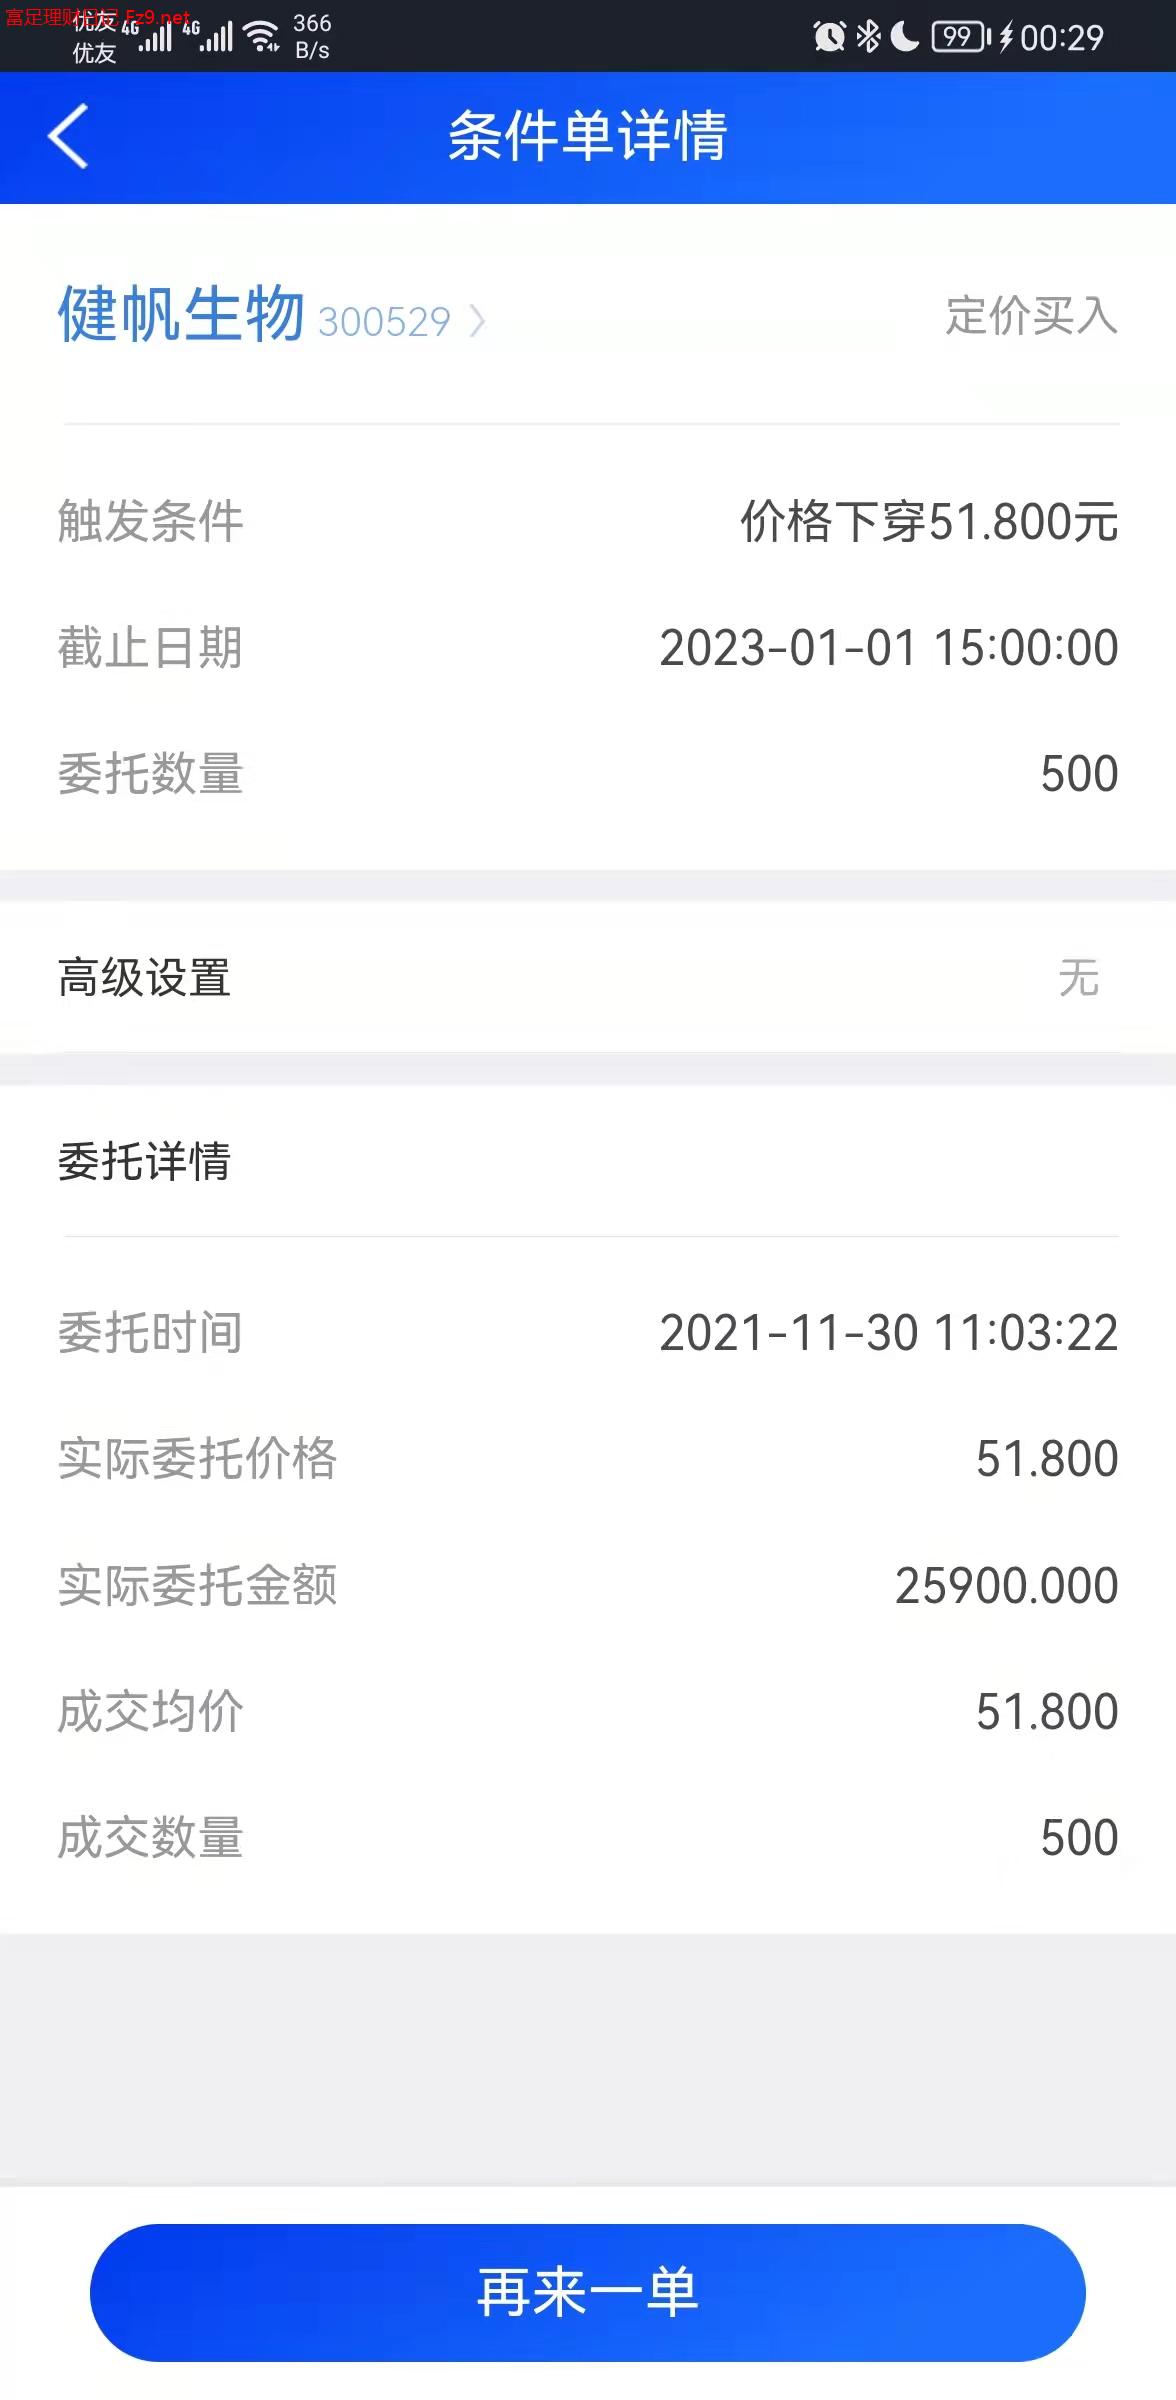 富足理财日记 Fz9.net
优友 4G 4G 366
优友 B/s 99 00:29
条件单详情
健帆生物 300529 定价买入
触发条件 价格下穿51.800元
截止日期 2023-01-01 15:00:00
委托数量 500
高级设置 无
委托详情
委托时间 2021-11-30 11:03:22
实际委托价格 51.800
实际委托金额 25900.000
成交均价 51.800
成交数量 500
再来一单